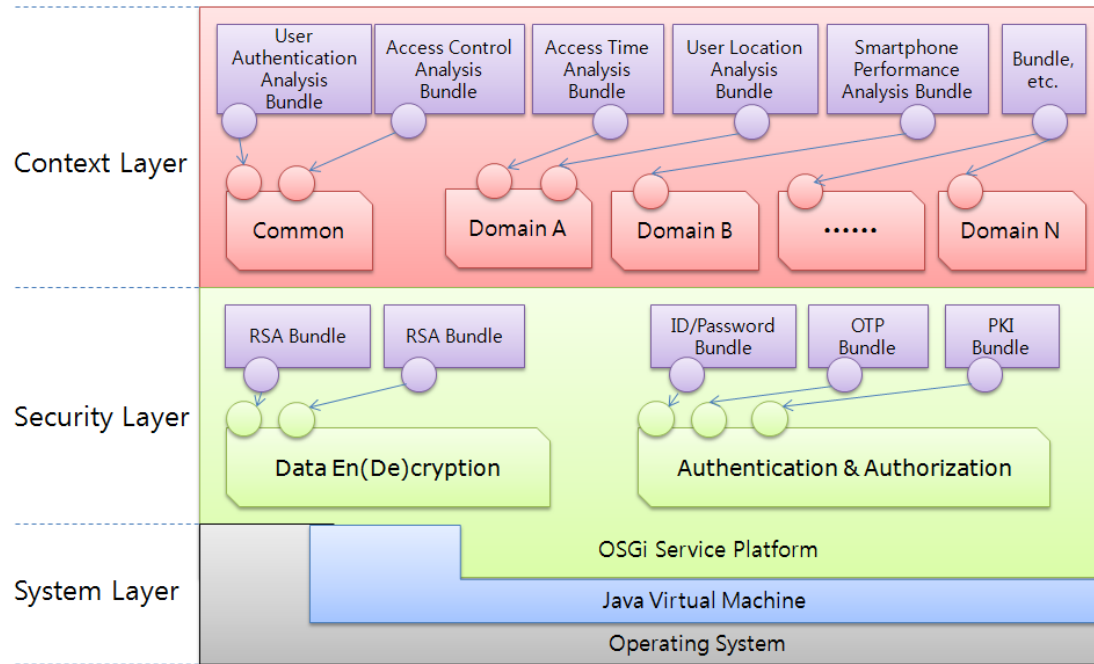 User
Authentication
Analysis
Bundle
Access Control
Analysis
Bundle
Access Time
Analysis
Bundle
User Location
Analysis
Bundle
Smartphone
Performance
Analysis Bundle
Bundle,
etc.
Context Layer
Common
Domain A
Domain B
••••••
Domain N
RSA Bundle
RSA Bundle
ID/Password
Bundle
OTP
Bundle
PKI
Bundle
Security Layer
Data En(De)cryption
Authentication & Authorization
OSGi Service Platform
System Layer
Java Virtual Machine
Operating System